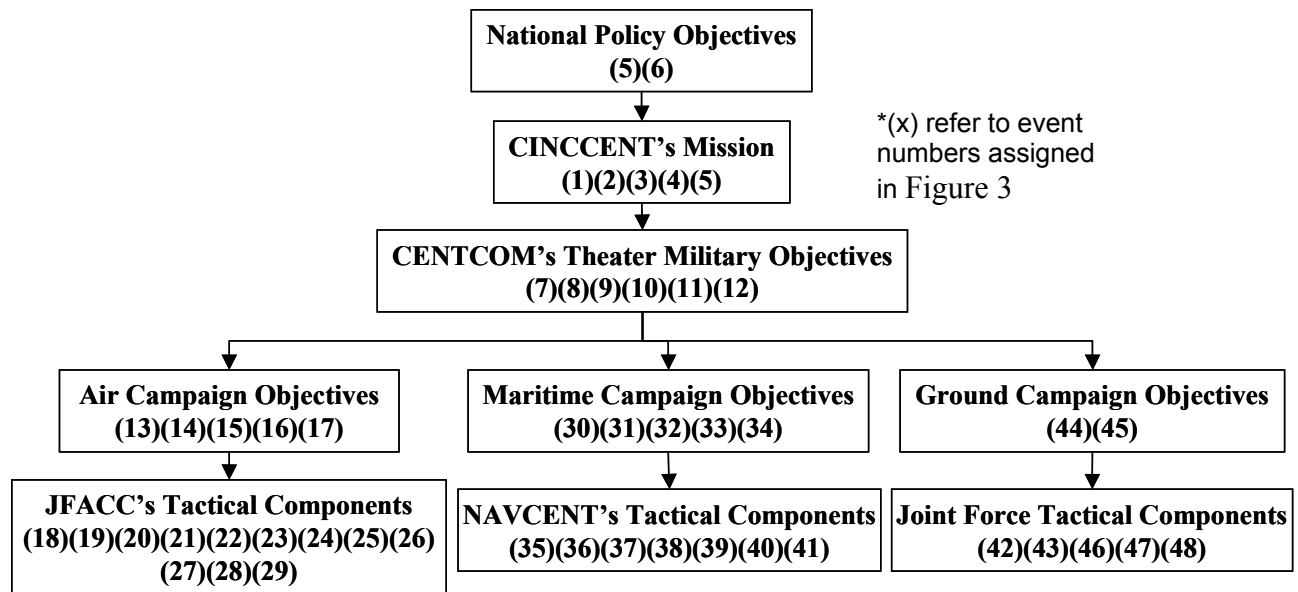 National Policy Objectives
(5)(6)
CINCCENT’s Mission
(1)(2)(3)(4)(5)
*(x) refer to event
numbers assigned
in Figure 3
CENTCOM’s Theater Military Objectives
(7)(8)(9)(10)(11)(12)
Air Campaign Objectives
(13)(14)(15)(16)(17)
Maritime Campaign Objectives
(30)(31)(32)(33)(34)
Ground Campaign Objectives
(44)(45)
JFACC’s Tactical Components
(18)(19)(20)(21)(22)(23)(24)(25)(26)
(27)(28)(29)
NAVCENT’s Tactical Components
(35)(36)(37)(38)(39)(40)(41)
Joint Force Tactical Components
(42)(43)(46)(47)(48)